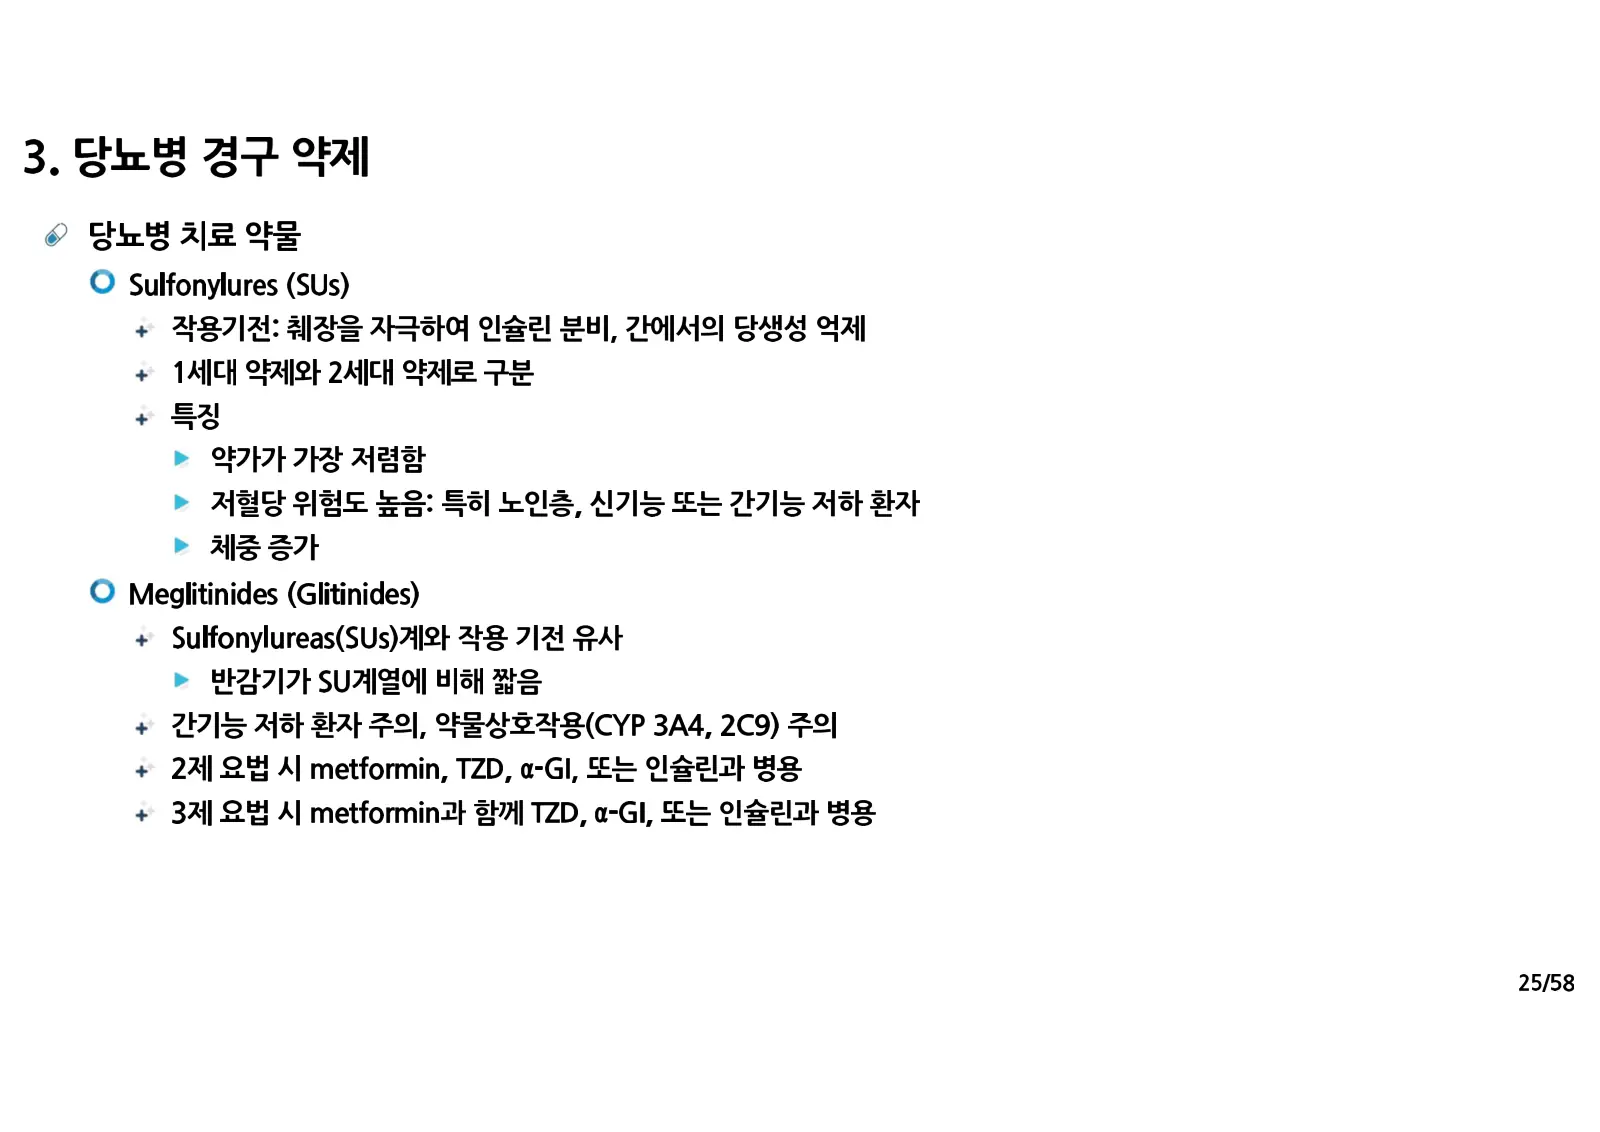 3. 당뇨병 경구 약제
당뇨병 치료 약물
Sulfonylures (SUs)
작용기전: 췌장을 자극하여 인슐린 분비, 간에서의 당생성 억제
1세대 약제와 2세대 약제로 구분
특징
약가가 가장 저렴함
저혈당 위험도 높음: 특히 노인층, 신기능 또는 간기능 저하 환자
체중 증가
Meglitinides (Glitinides)
Sulfonylureas(SUs)계와 작용 기전 유사
반감기가 SU계열에 비해 짧음
간기능 저하 환자 주의, 약물상호작용(CYP 3A4, 2C9) 주의
2제 요법 시 metformin, TZD, α-GI, 또는 인슐린과 병용
3제 요법 시 metformin과 함께 TZD, α-GI, 또는 인슐린과 병용
25/58